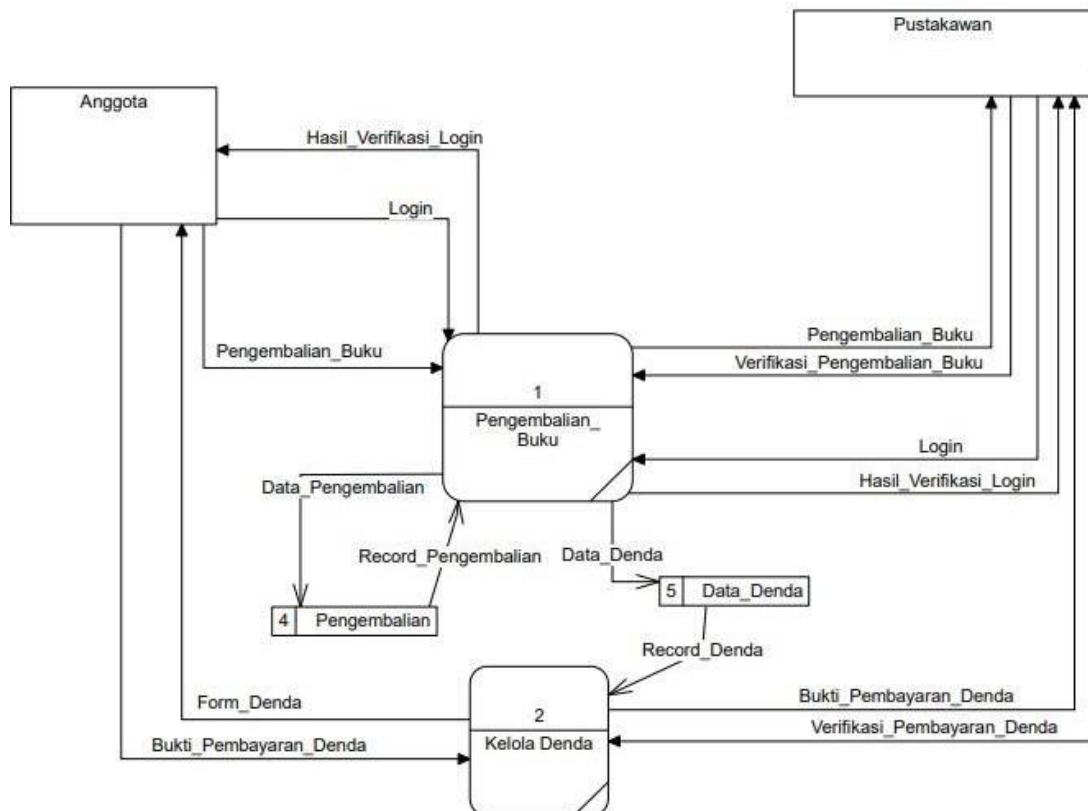 Pustakawan
Anggota
Hasil_Verifikasi_Login
Login
Pengembalian_Buku
Pengembalian_Buku
Verifikasi_Pengembalian_Buku
1
Pengembalian_
Buku
Login
Hasil_Verifikasi_Login
Data_Pengembalian
Record_Pengembalian
Data_Denda
4 Pengembalian
5 Data_Denda
Record_Denda
Form_Denda
Bukti_Pembayaran_Denda
2
Kelola Denda
Bukti_Pembayaran_Denda
Verifikasi_Pembayaran_Denda